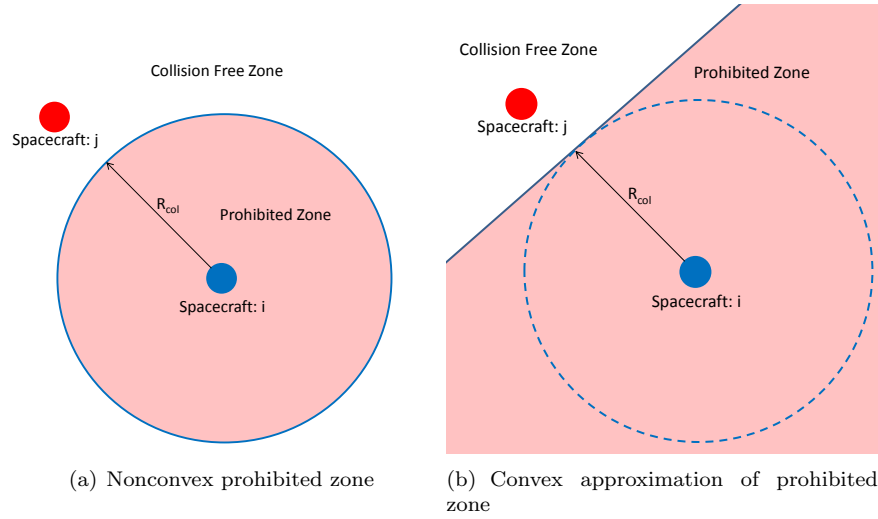 Collision Free Zone
Spacecraft: j
R_col
Prohibited Zone
Spacecraft: i
(a) Nonconvex prohibited zone
Collision Free Zone
Prohibited Zone
Spacecraft: j
R_col
Spacecraft: i
(b) Convex approximation of prohibited
zone